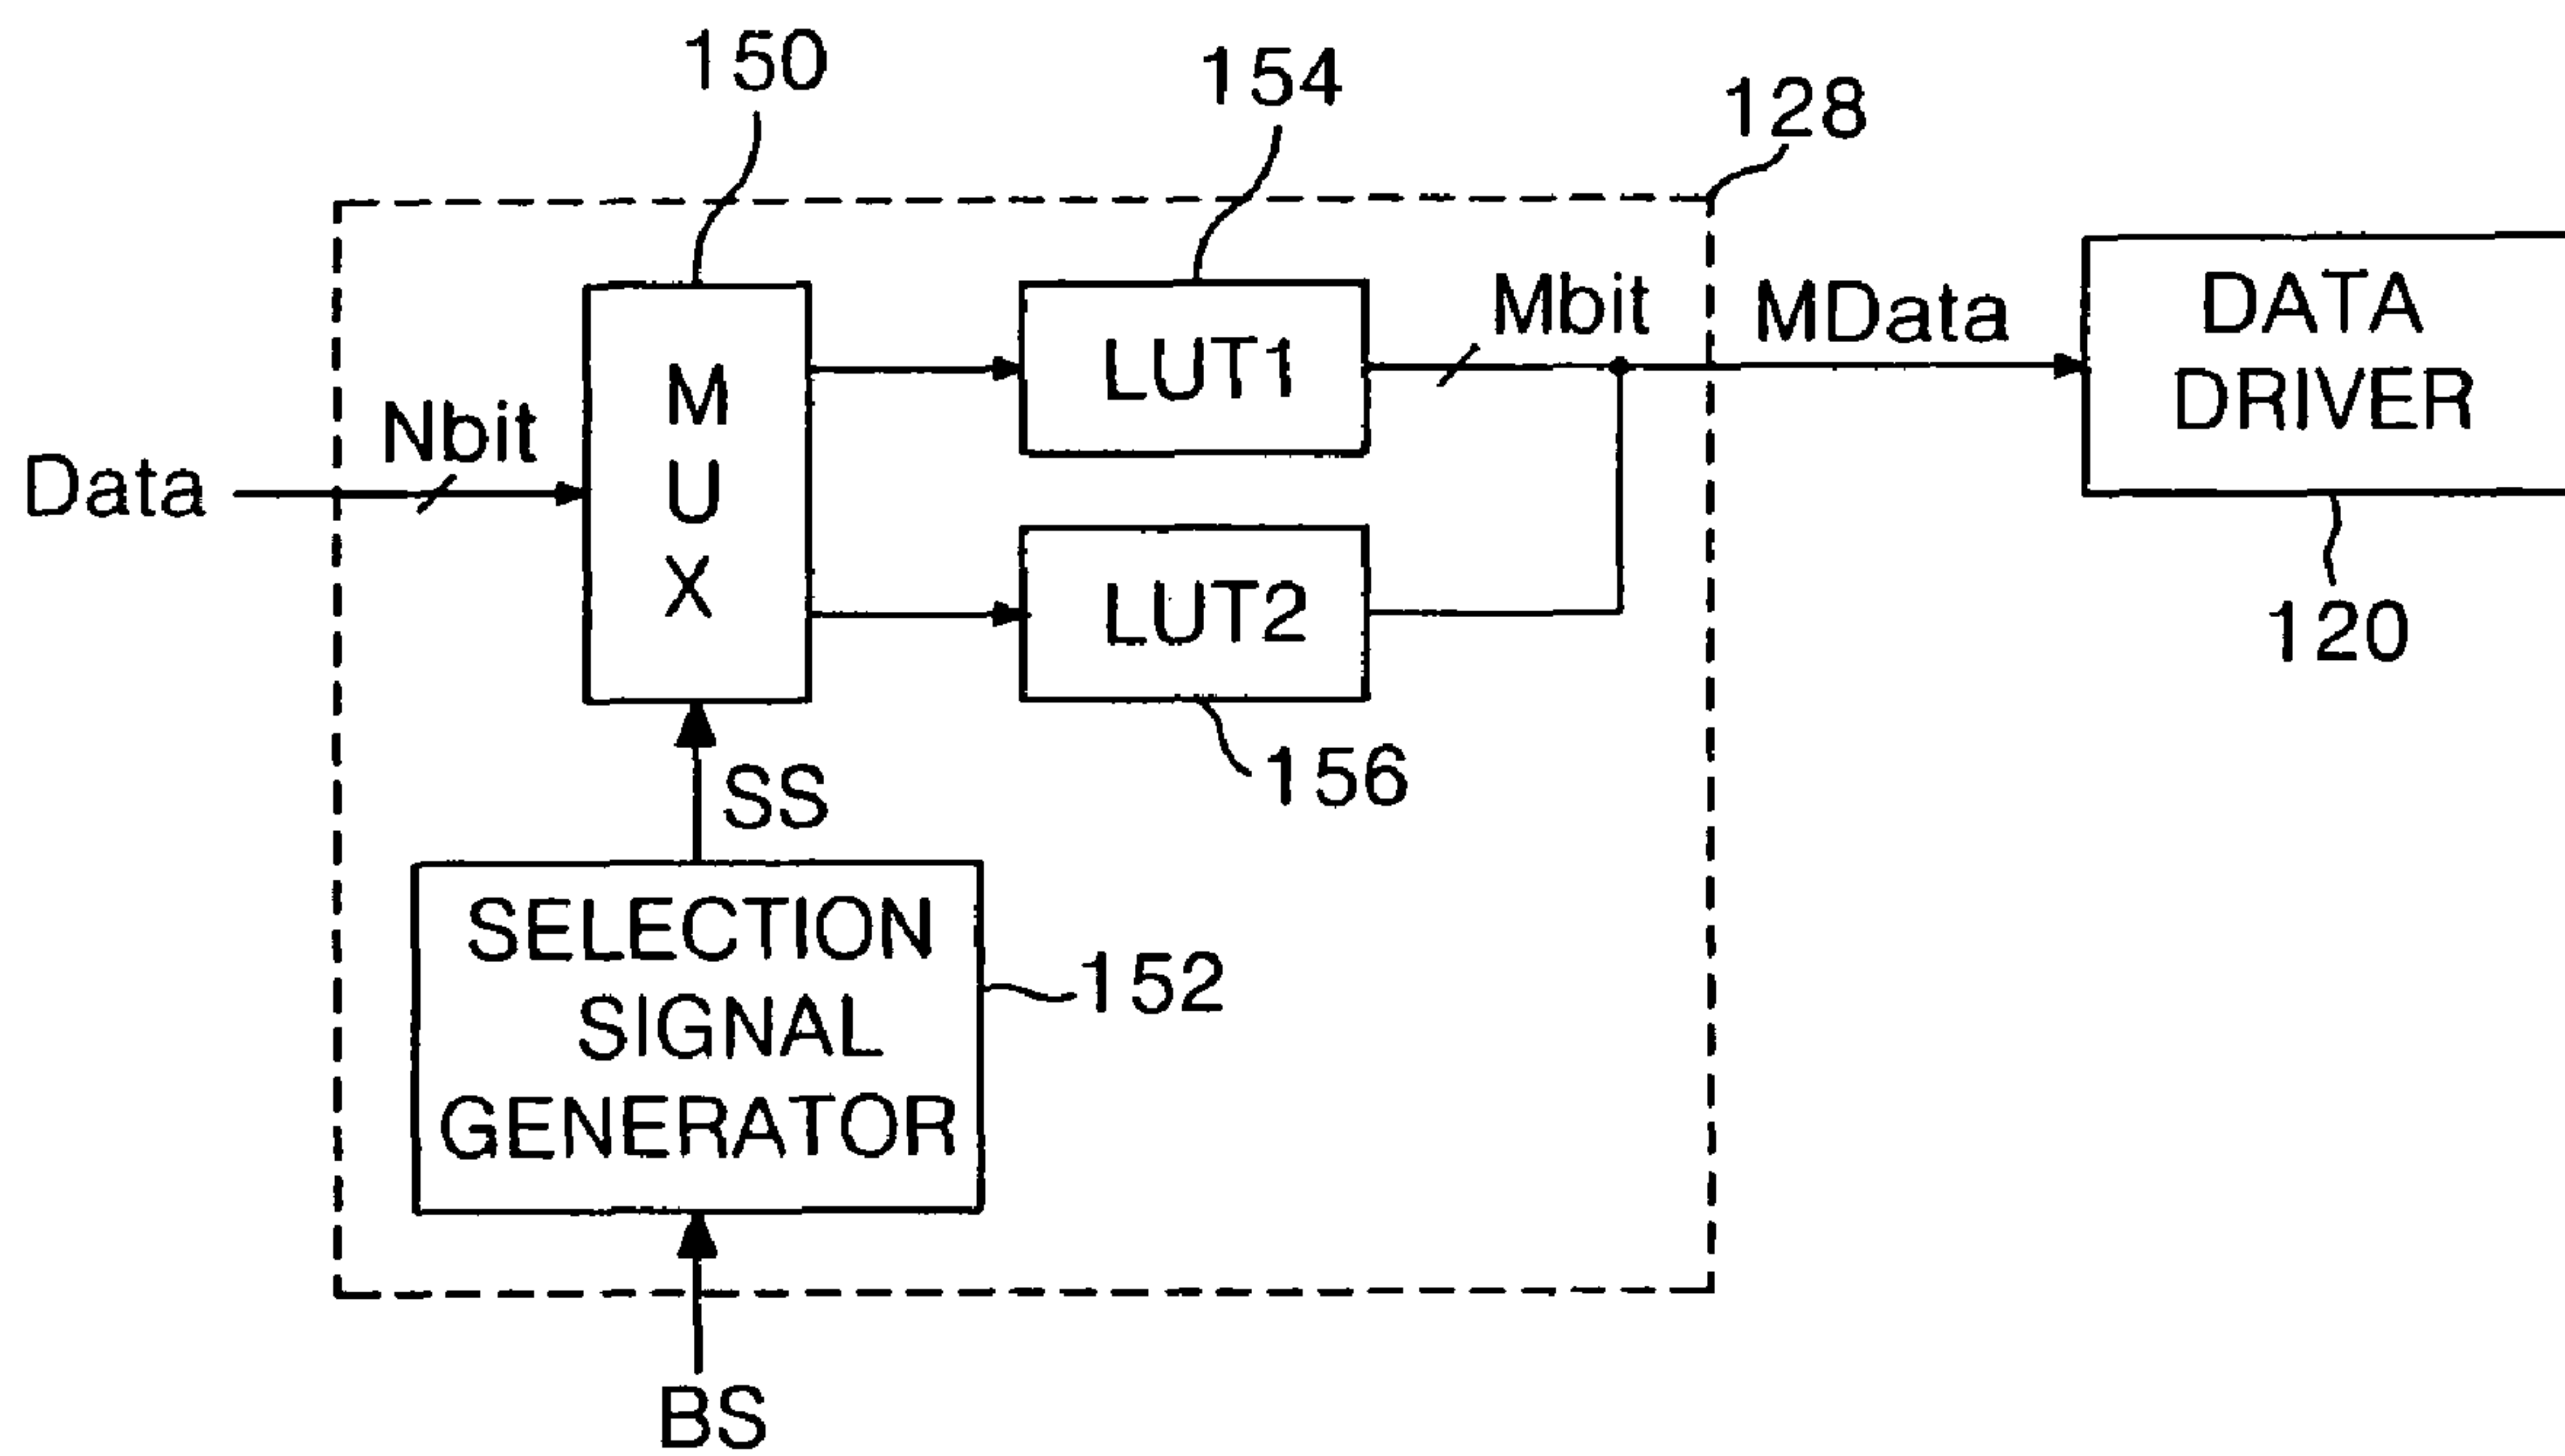 150
154
128
Data
Nbit
M
U
X
LUT1
Mbit
MData
DATA
DRIVER
LUT2
120
156
SS
SELECTION
SIGNAL
GENERATOR
152
BS